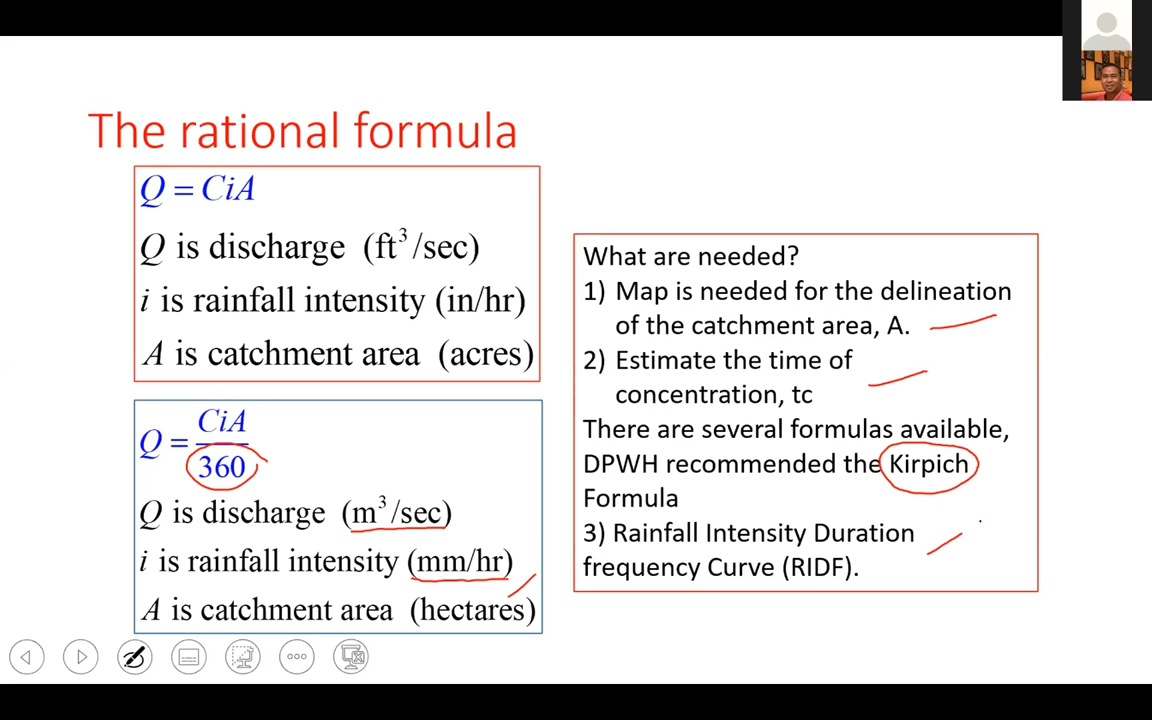 The rational formula
Q = CiA
Q is discharge (ft³/sec)
i is rainfall intensity (in/hr)
A is catchment area (acres)
Q = CiA/360
Q is discharge (m³/sec)
i is rainfall intensity (mm/hr)
A is catchment area (hectares)
What are needed?
1) Map is needed for the delineation
of the catchment area, A.
2) Estimate the time of
concentration, tc
There are several formulas available,
DPWH recommended the Kirpich
Formula
3) Rainfall Intensity Duration
frequency Curve (RIDF).